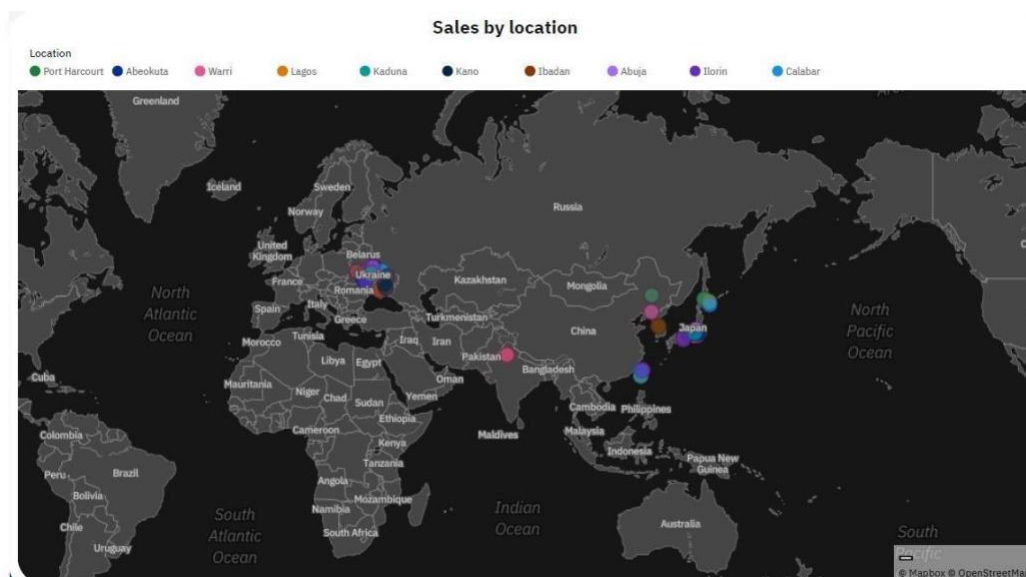 Sales by location
Location
Port Harcourt Abeokuta Warri Lagos Kaduna Kano Ibadan Abuja Ilorin Calabar
Greenland
Iceland
Sweden
Russia
Norway
United
Kingdom
Belarus
Ukraine
France
Romania
Kazakhstan
Mongolia
North
Atlantic
Ocean
Spain
Italy
Greece
Turkmenistan
China
Japan
North
Pacific
Ocean
Morocco
Tunisia
Iraq
Iran
Pakistan
Libya
Egypt
Bangladesh
Cuba
Mauritania
Niger
Chad
Sudan
Yemen
Oman
Ethiopia
Cambodia
Philippines
Colombia
Cameroon
Kenya
Maldives
Malaysia
Indonesia
Papua New
Guinea
Peru
Brazil
Tanzania
Bolivia
Angola
Mozambique
Namibia
Chile
Uruguay
South
Atlantic
Ocean
South Africa
Indian
Ocean
Australia
South
Pacific
© Mapbox © OpenStreetMa